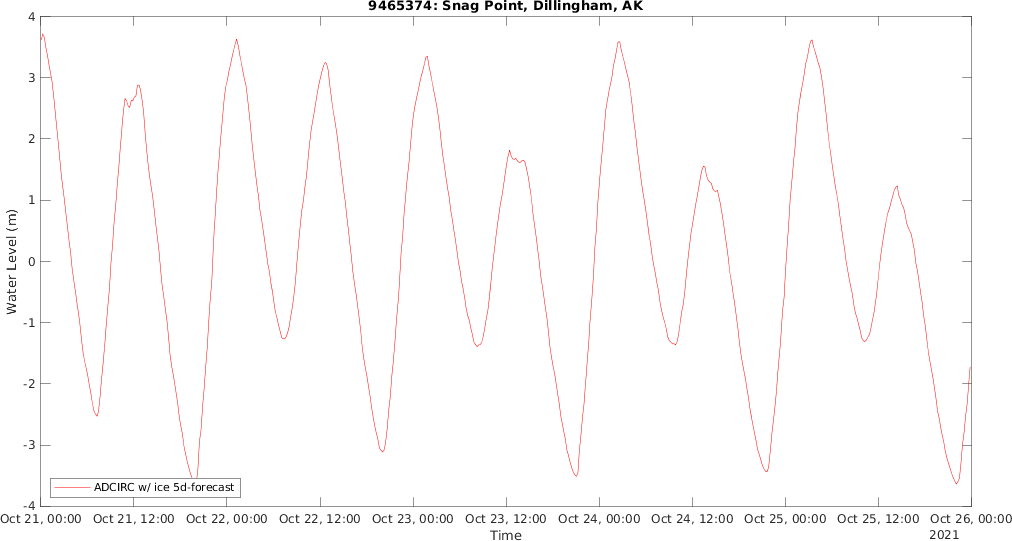 9465374: Snag Point, Dillingham, AK
Water Level (m)
4
3
2
1
0
-1
-2
-3
-4
ADCIRC w/ ice 5d-forecast
Oct 21, 00:00 Oct 21, 12:00 Oct 22, 00:00 Oct 22, 12:00 Oct 23, 00:00 Oct 23, 12:00 Oct 24, 00:00 Oct 24, 12:00 Oct 25, 00:00 Oct 25, 12:00 Oct 26, 00:00
Time
2021